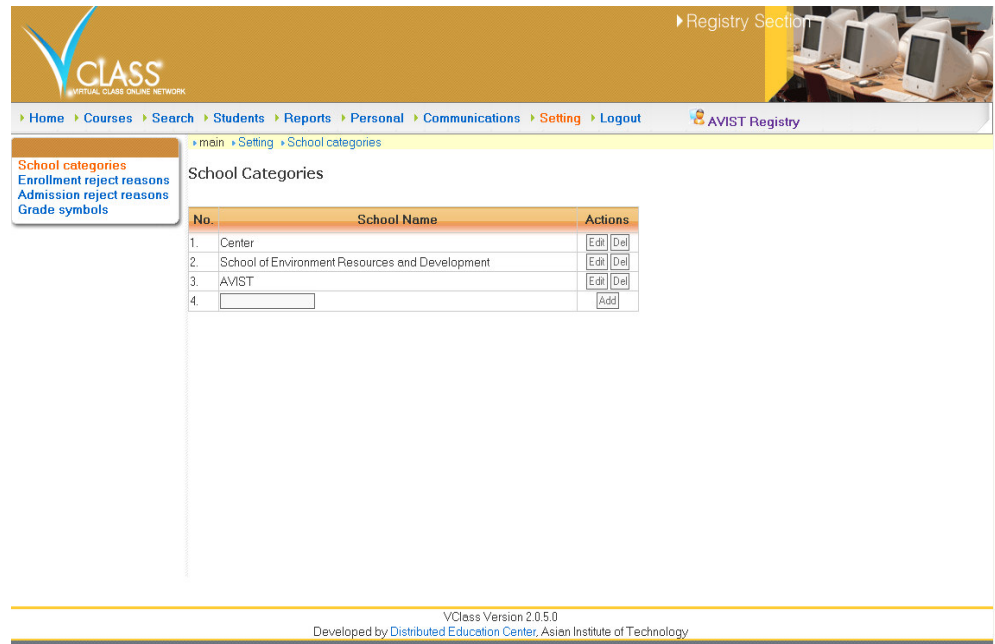 Registry Section
VCLASS
VIRTUAL CLASS ONLINE NETWORK
Home Courses Search Students Reports Personal Communications Setting Logout AVIST Registry
main Setting School categories
School categories
Enrollment reject reasons
Admission reject reasons
Grade symbols
School Categories
No. School Name Actions
1. Center Edit Del
2. School of Environment Resources and Development Edit Del
3. AVIST Edit Del
4. Add
VClass Version 2.0.5.0
Developed by Distributed Education Center, Asian Institute of Technology